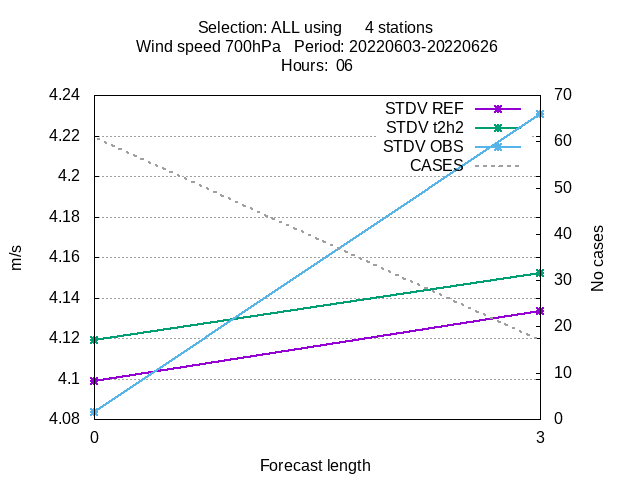 Selection: ALL using 4 stations
Wind speed 700hPa Period: 20220603-20220626
Hours: 06
4.24
4.22
4.2
4.18
4.16
4.14
4.12
4.1
4.08
m/s
STDV REF
STDV t2h2
STDV OBS
CASES
70
60
50
40
30
20
10
0
No cases
0
3
Forecast length